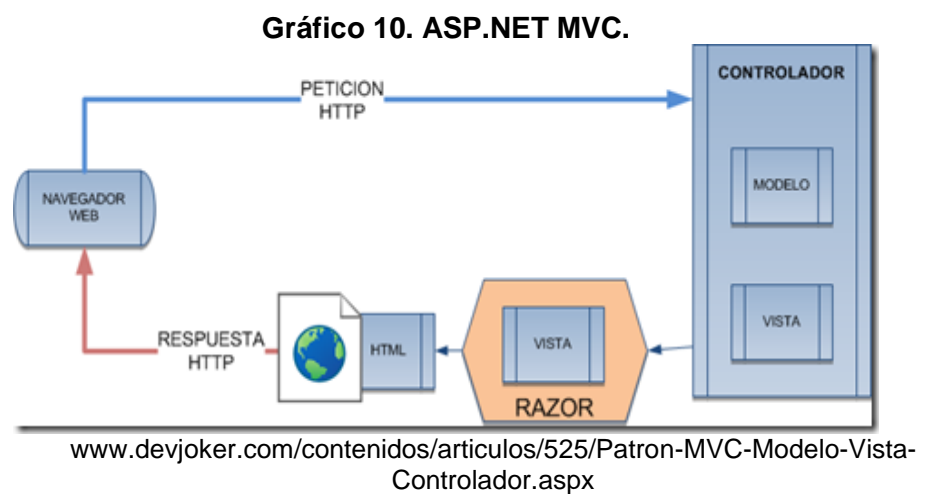 Gráfico 10. ASP.NET MVC.
CONTROLADOR
PETICION
HTTP
MODELO
NAVEGADOR
WEB
VISTA
RESPUESTA
HTTP
HTML
VISTA
RAZOR
www.devjoker.com/contenidos/articulos/525/Patron-MVC-Modelo-Vista-
Controlador.aspx